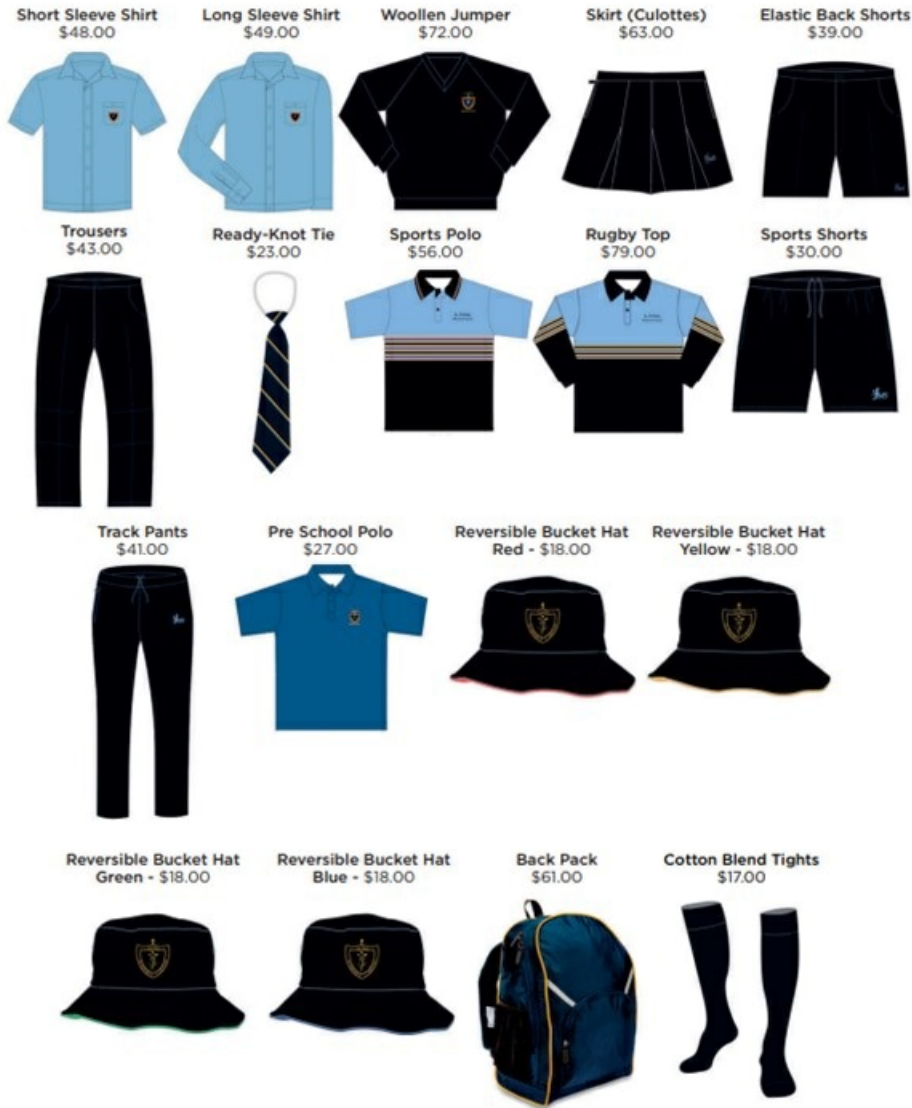 Short Sleeve Shirt
$48.00
Long Sleeve Shirt
$49.00
Woollen Jumper
$72.00
Skirt (Culottes)
$63.00
Elastic Back Shorts
$39.00
Trousers
$43.00
Ready-Knot Tie
$23.00
Sports Polo
$56.00
Rugby Top
$79.00
Sports Shorts
$30.00
Track Pants
$41.00
Pre School Polo
$27.00
Reversible Bucket Hat
Red - $18.00
Reversible Bucket Hat
Yellow - $18.00
Reversible Bucket Hat
Green - $18.00
Reversible Bucket Hat
Blue - $18.00
Back Pack
$61.00
Cotton Blend Tights
$17.00